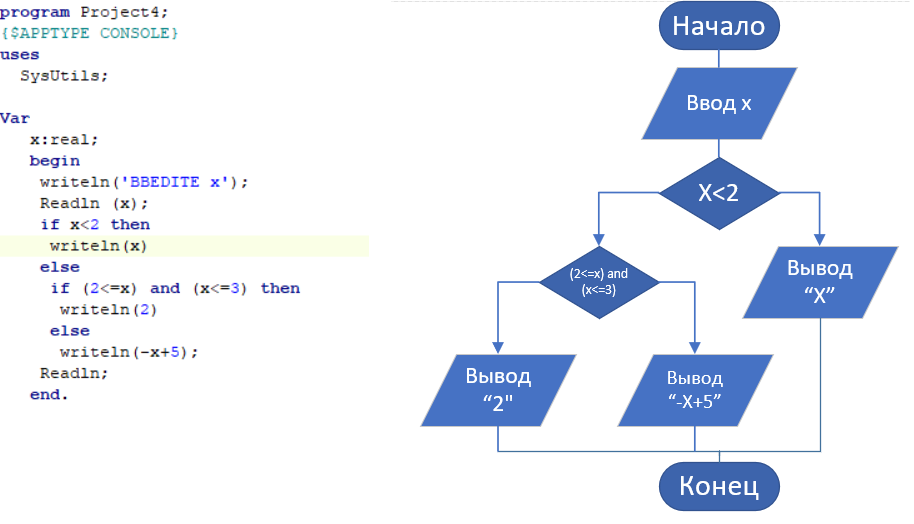 program Project4;
{$APPTYPE CONSOLE}
uses
SysUtils;
Var
x:real;
begin
writeln('BBEDITE x');
Readln (x);
if x<2 then
writeln(x)
else
if (2<=x) and (x<=3) then
writeln(2)
else
writeln(-x+5);
Readln;
end.
Начало
Ввод x
X<2
(2<=x) and
(x<=3)
Вывод
“X”
Вывод
“2"
Вывод
“-X+5”
Конец